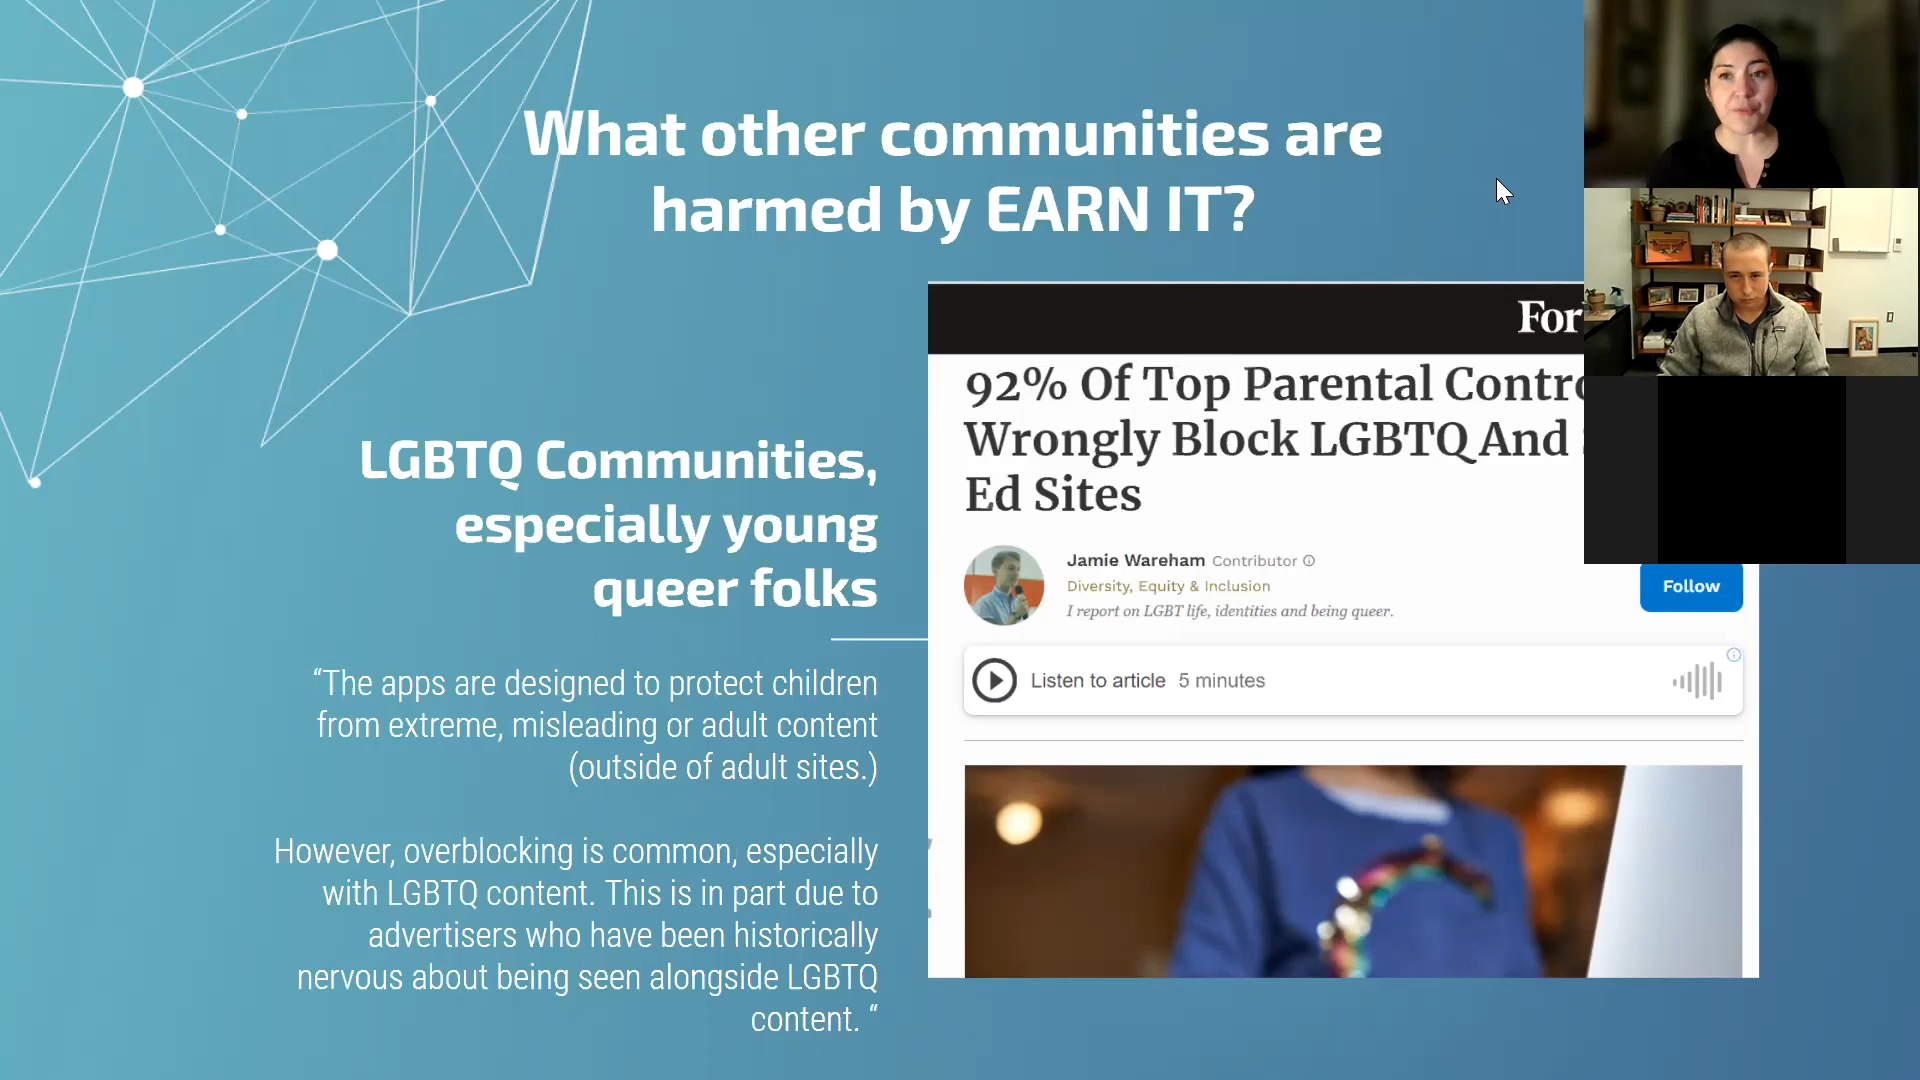 What other communities are
harmed by EARN IT?
LGBTQ Communities,
especially young
queer folks
“The apps are designed to protect children
from extreme, misleading or adult content
(outside of adult sites.)
However, overblocking is common, especially
with LGBTQ content. This is in part due to
advertisers who have been historically
nervous about being seen alongside LGBTQ
content. “
For
92% Of Top Parental Contro
Wrongly Block LGBTQ And
Ed Sites
Jamie Wareham Contributor
Diversity, Equity & Inclusion
I report on LGBT life, identities and being queer.
Follow
Listen to article 5 minutes